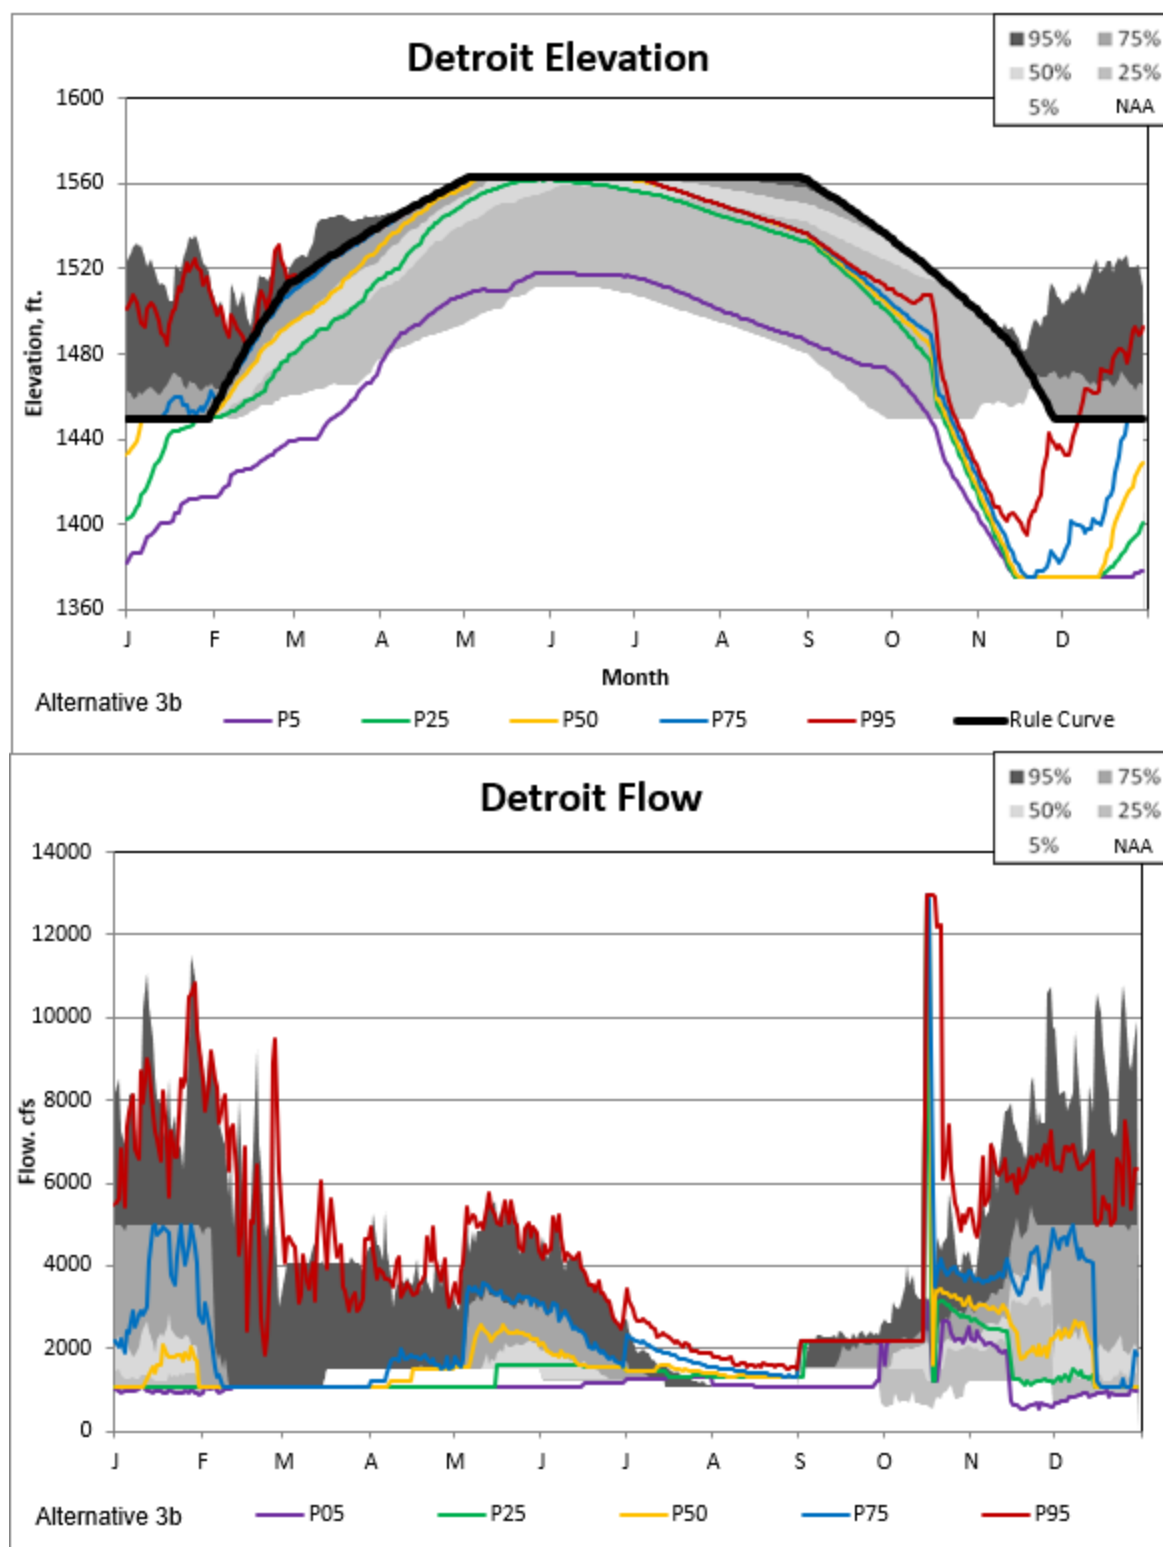 95% 75%
50% 25%
5% NAA
Detroit Elevation
1600
1560
1520
1480
1440
1400
1360
Elevation, ft.
J F M A M J J A S O N D
Month
Alternative 3b
P5 P25 P50 P75 P95 Rule Curve
95% 75%
50% 25%
5% NAA
Detroit Flow
14000
12000
10000
8000
6000
4000
2000
0
Flow. cfs
J F M A M J J A S O N D
Alternative 3b
P05 P25 P50 P75 P95